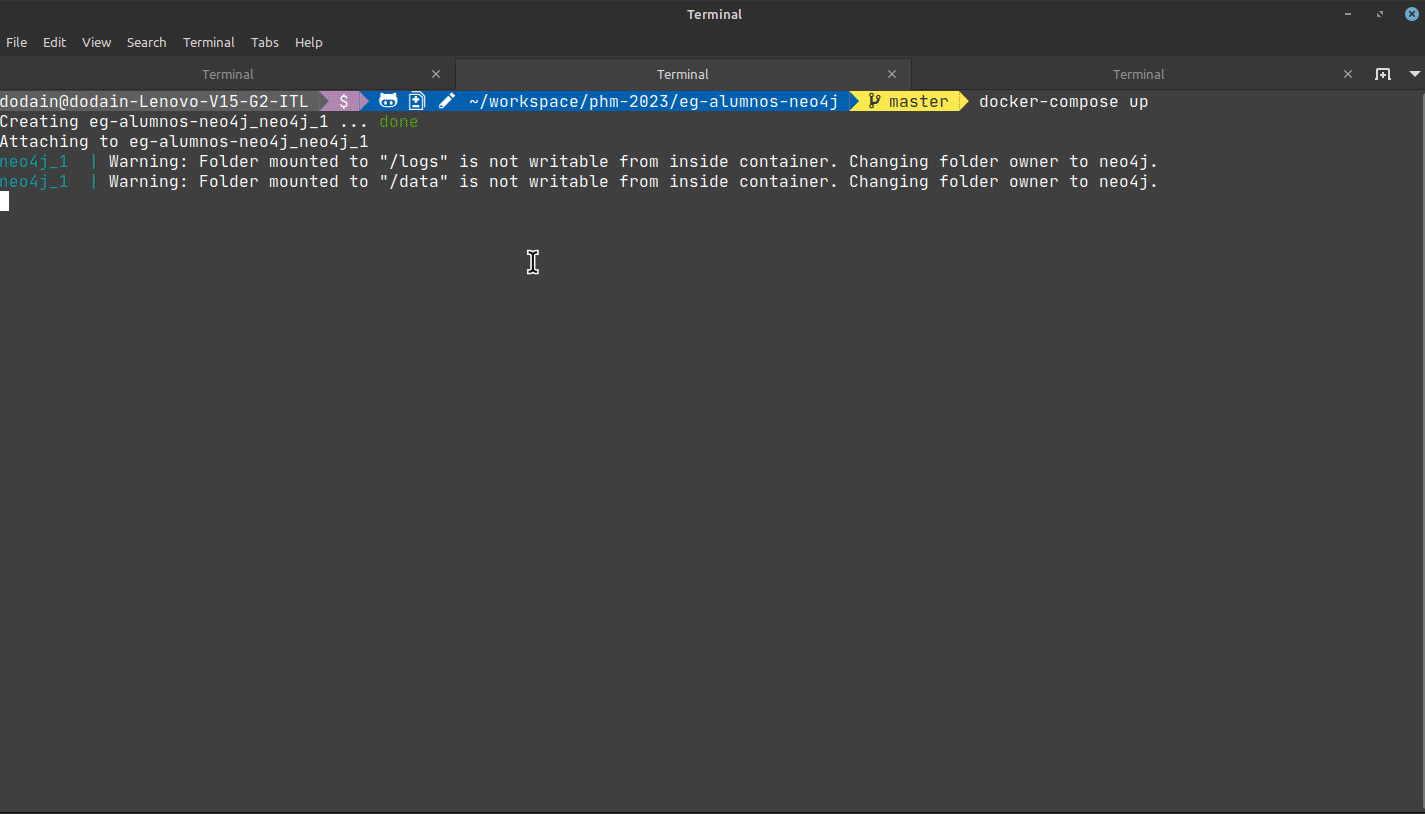 Terminal
File Edit View Search Terminal Tabs Help
Terminal Terminal Terminal
dodain@dodain-Lenovo-V15-G2-ITL $ ~/workspace/phm-2023/eg-alumnos-neo4j master docker-compose up
Creating eg-alumnos-neo4j_neo4j_1 ... done
Attaching to eg-alumnos-neo4j_neo4j_1
neo4j_1 | Warning: Folder mounted to "/logs" is not writable from inside container. Changing folder owner to neo4j.
neo4j_1 | Warning: Folder mounted to "/data" is not writable from inside container. Changing folder owner to neo4j.